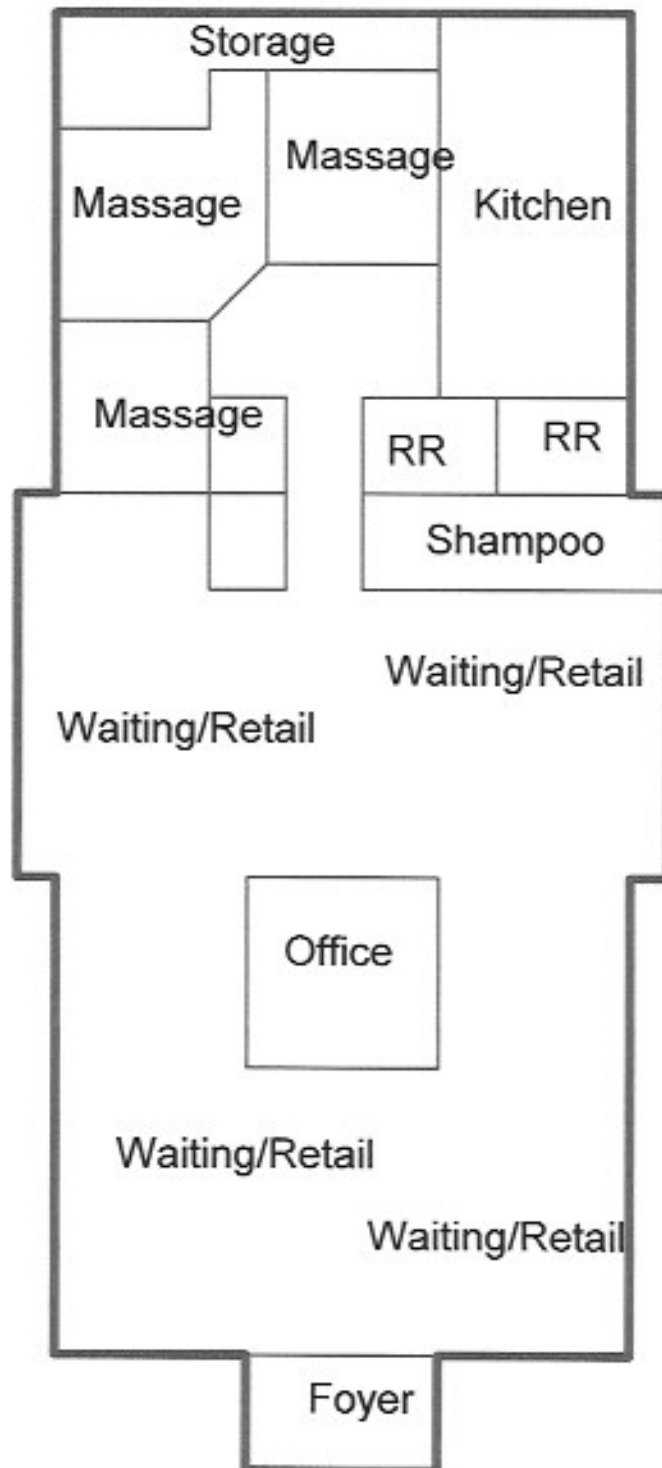 Storage
Massage
Massage
Kitchen
Massage
RR
RR
Shampoo
Waiting/Retail
Waiting/Retail
Office
Waiting/Retail
Waiting/Retail
Foyer